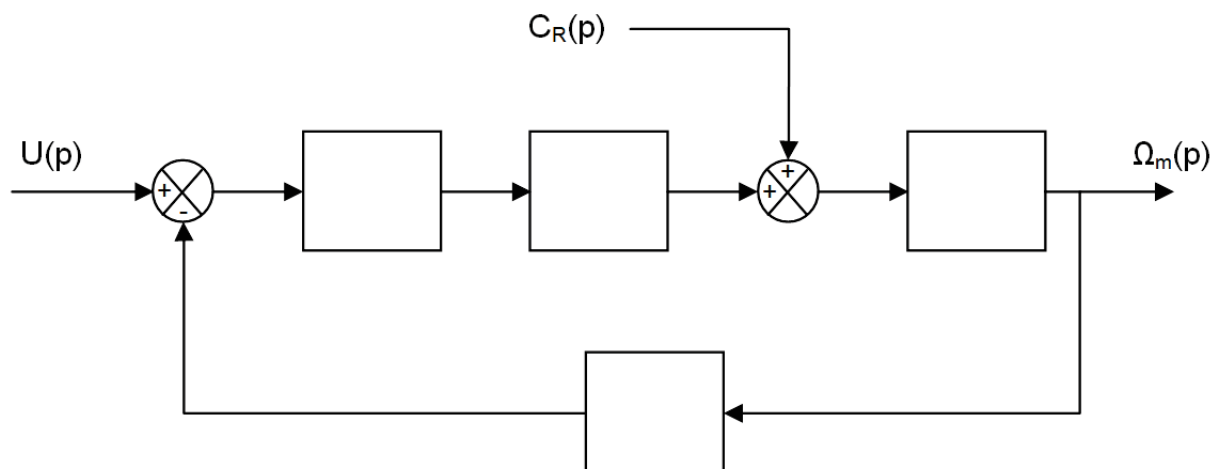 C_R(p)
U(p)
Ω_m(p)
+
-
+
+